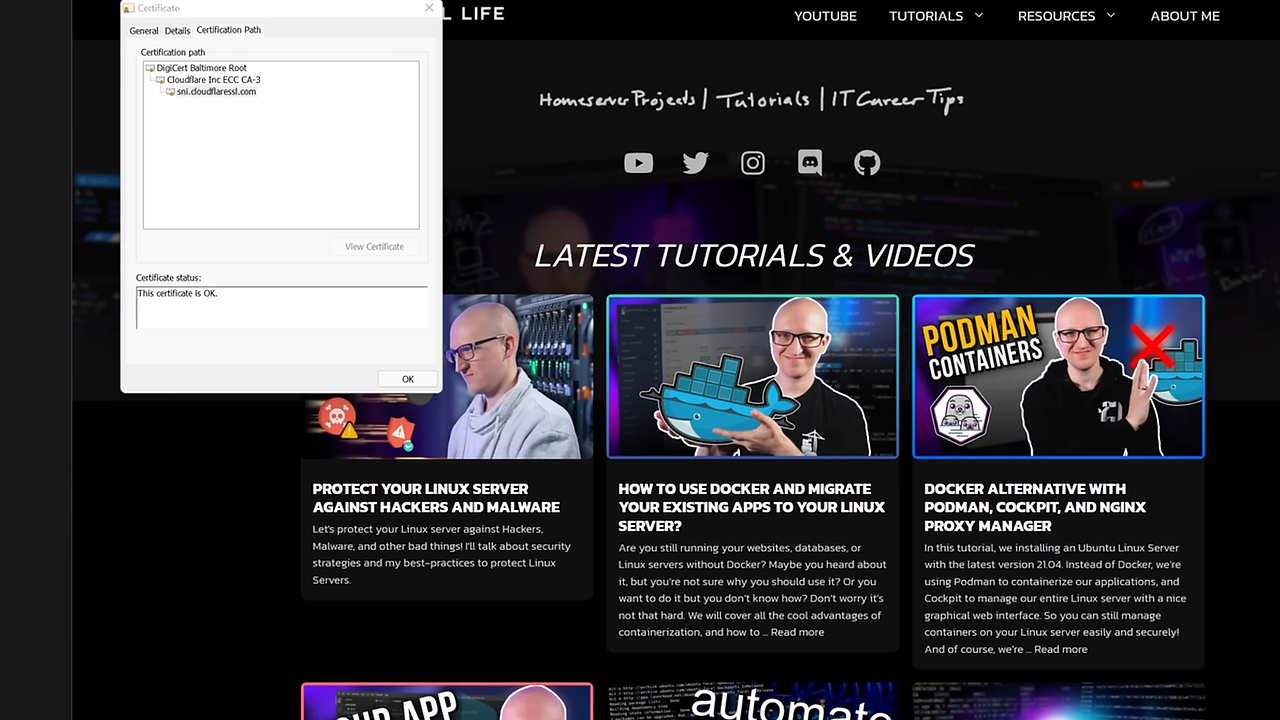 Certificate
General Details Certification Path
Certification path
DigiCert Baltimore Root
Cloudflare Inc ECC CA-3
sni.cloudflaressl.com
View Certificate
Certificate status:
This certificate is OK.
OK
L LIFE
YOUTUBE TUTORIALS RESOURCES ABOUT ME
Homeserver Projects | Tutorials | IT Career Tips
LATEST TUTORIALS & VIDEOS
PROTECT YOUR LINUX SERVER
AGAINST HACKERS AND MALWARE
Let's protect your Linux server against Hackers,
Malware, and other bad things! I'll talk about security
strategies and my best-practices to protect Linux
Servers.
HOW TO USE DOCKER AND MIGRATE
YOUR EXISTING APPS TO YOUR LINUX
SERVER?
Are you still running your websites, databases, or
Linux servers without Docker? Maybe you heard about
it, but you're not sure why you should use it? Or you
want to do it but you don't know how? Don't worry it's
not that hard. We will cover all the cool advantages of
containerization, and how to ... Read more
PODMAN
CONTAINERS
DOCKER ALTERNATIVE WITH
PODMAN, COCKPIT, AND NGINX
PROXY MANAGER
In this tutorial, we installing an Ubuntu Linux Server
with the latest version 21.04. Instead of Docker, we're
using Podman to containerize our applications, and
Cockpit to manage our entire Linux server with a nice
graphical web interface. So you can still manage
containers on your Linux server easily and securely!
And of course, we're ... Read more
OUR APP
automate